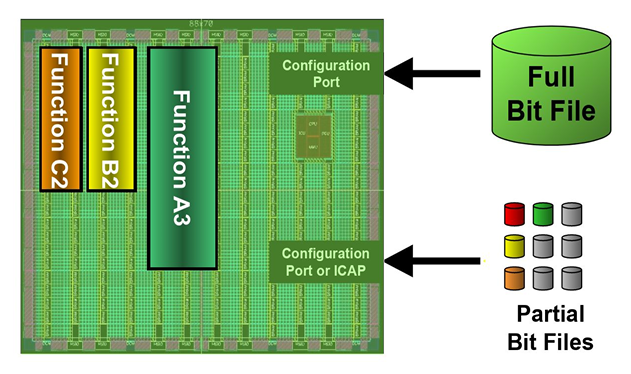 Function C2
Function B2
Function A3
Configuration
Port
Full
Bit File
Configuration
Port or ICAP
Partial
Bit Files